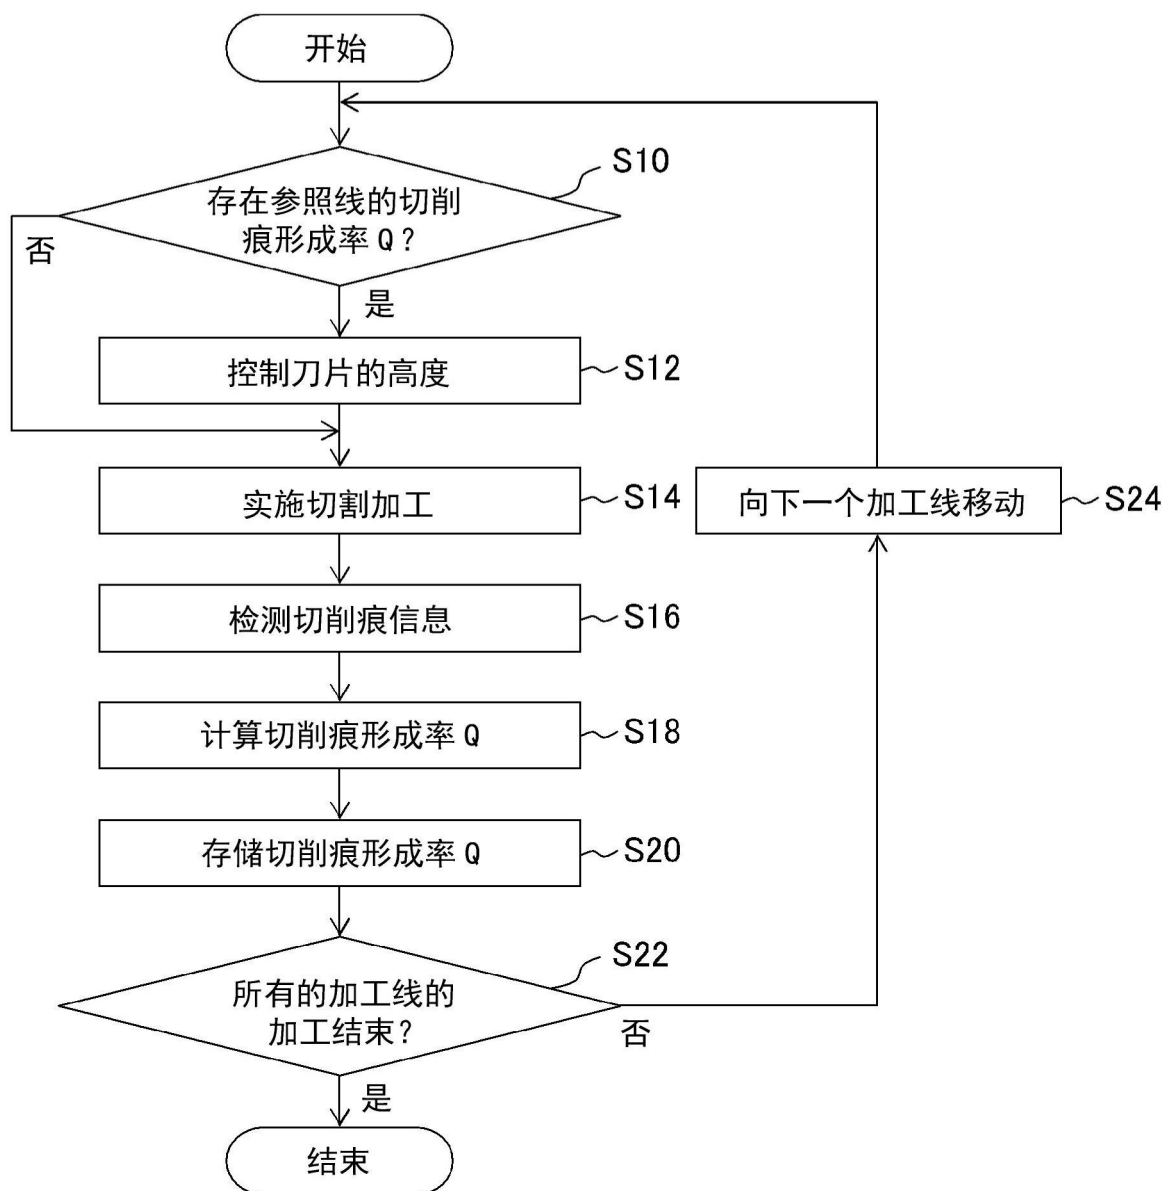 开始
存在参照线的切削
痕形成率 Q？
S10
否
是
控制刀片的高度
S12
实施切割加工
S14
向下一个加工线移动
S24
检测切削痕信息
S16
计算切削痕形成率 Q
S18
存储切削痕形成率 Q
S20
所有的加工线的
加工结束？
S22
否
是
结束